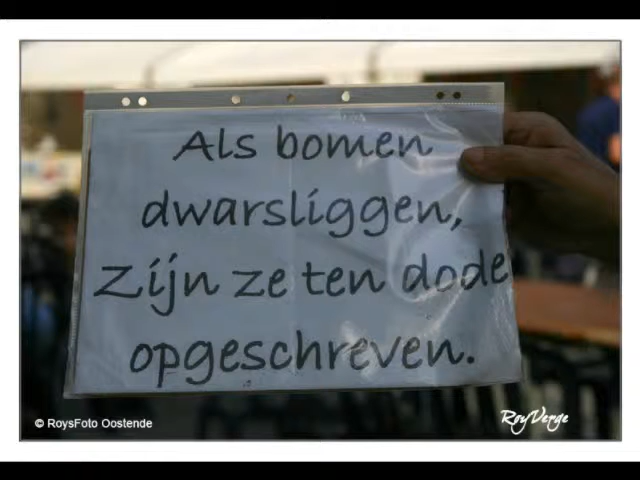 Als bomen
dwarsliggen,
Zijn ze ten dode
opgeschreven.
© RoysFoto Oostende
RoyVerge